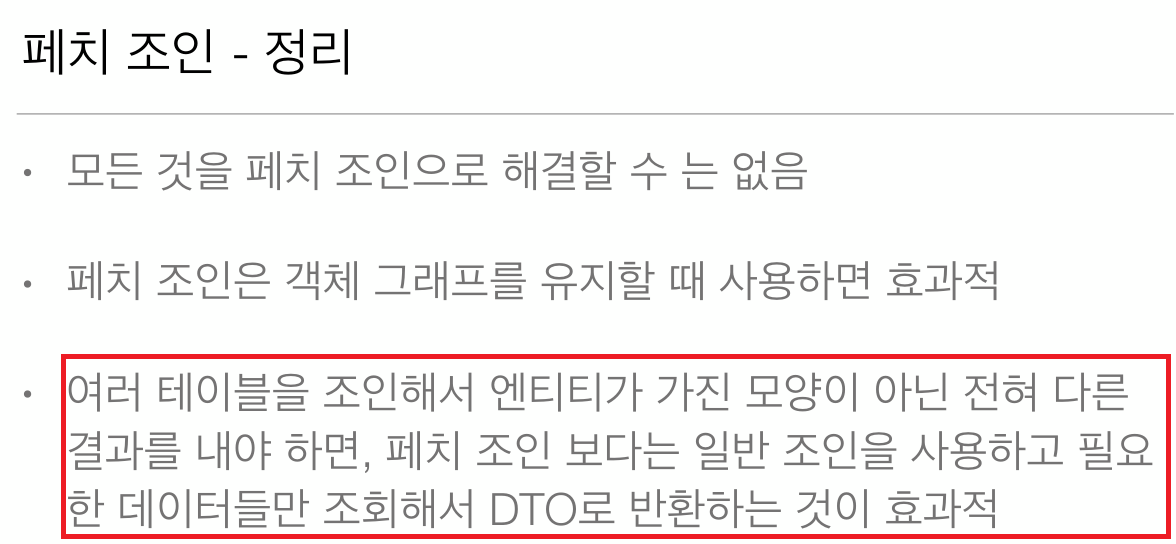 페치 조인 - 정리
• 모든 것을 페치 조인으로 해결할 수 는 없음
• 페치 조인은 객체 그래프를 유지할 때 사용하면 효과적
• 여러 테이블을 조인해서 엔티티가 가진 모양이 아닌 전혀 다른
결과를 내야 하면, 페치 조인 보다는 일반 조인을 사용하고 필요
한 데이터들만 조회해서 DTO로 반환하는 것이 효과적